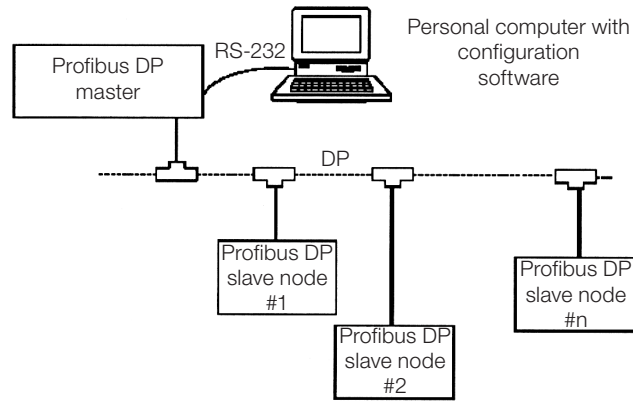 Personal computer with
configuration
software
RS-232
Profibus DP
master
DP
Profibus DP
slave node
#1
Profibus DP
slave node
#2
Profibus DP
slave node
#n